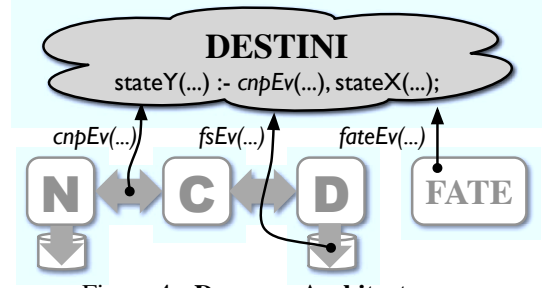 DESTINI
stateY(...) :- cnpEv(...), stateX(...);
cnpEv(...) fsEv(...) fateEv(...)
N C D FATE